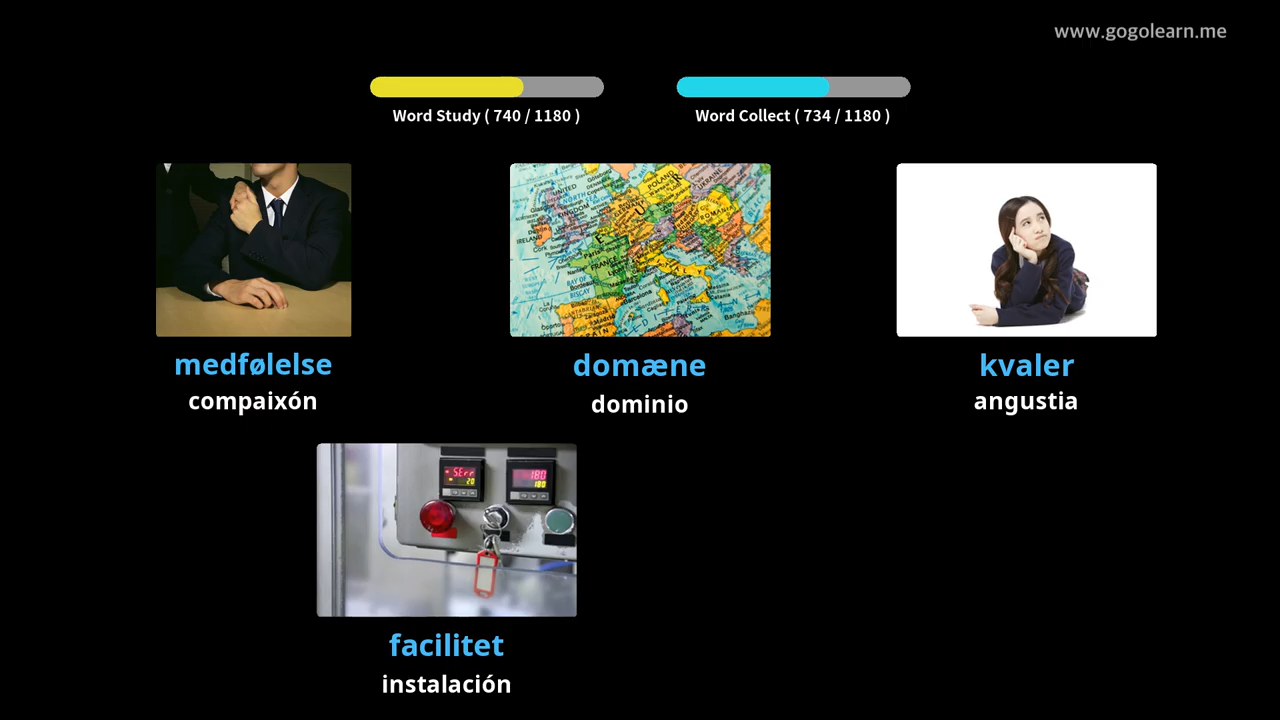 www.gogolearn.me
Word Study ( 740 / 1180 )
Word Collect ( 734 / 1180 )
medfølelse
compaixón
domæne
dominio
kvaler
angustia
facilitet
instalación